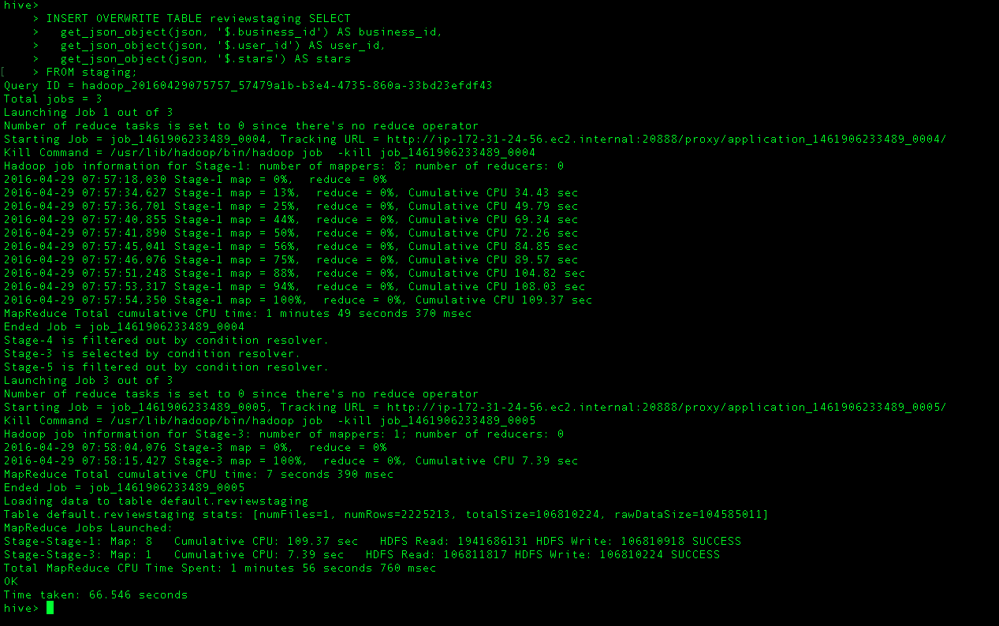 hive>
    > INSERT OVERWRITE TABLE reviewstaging SELECT
    >   get_json_object(json, '$.business_id') AS business_id,
    >   get_json_object(json, '$.user_id') AS user_id,
    >   get_json_object(json, '$.stars') AS stars
[    > FROM staging;
Query ID = hadoop_20160429075757_57479a1b-b3e4-4735-860a-33bd23efdf43
Total jobs = 3
Launching Job 1 out of 3
Number of reduce tasks is set to 0 since there's no reduce operator
Starting Job = job_1461906233489_0004, Tracking URL = http://ip-172-31-24-56.ec2.internal:20888/proxy/application_1461906233489_0004/
Kill Command = /usr/lib/hadoop/bin/hadoop job  -kill job_1461906233489_0004
Hadoop job information for Stage-1: number of mappers: 8; number of reducers: 0
2016-04-29 07:57:18,030 Stage-1 map = 0%,  reduce = 0%
2016-04-29 07:57:34,627 Stage-1 map = 13%,  reduce = 0%, Cumulative CPU 34.43 sec
2016-04-29 07:57:36,701 Stage-1 map = 25%,  reduce = 0%, Cumulative CPU 49.79 sec
2016-04-29 07:57:40,855 Stage-1 map = 44%,  reduce = 0%, Cumulative CPU 69.34 sec
2016-04-29 07:57:41,890 Stage-1 map = 50%,  reduce = 0%, Cumulative CPU 72.26 sec
2016-04-29 07:57:45,041 Stage-1 map = 56%,  reduce = 0%, Cumulative CPU 84.85 sec
2016-04-29 07:57:46,076 Stage-1 map = 75%,  reduce = 0%, Cumulative CPU 89.57 sec
2016-04-29 07:57:51,248 Stage-1 map = 88%,  reduce = 0%, Cumulative CPU 104.82 sec
2016-04-29 07:57:53,317 Stage-1 map = 94%,  reduce = 0%, Cumulative CPU 108.03 sec
2016-04-29 07:57:54,350 Stage-1 map = 100%,  reduce = 0%, Cumulative CPU 109.37 sec
MapReduce Total cumulative CPU time: 1 minutes 49 seconds 370 msec
Ended Job = job_1461906233489_0004
Stage-4 is filtered out by condition resolver.
Stage-3 is selected by condition resolver.
Stage-5 is filtered out by condition resolver.
Launching Job 3 out of 3
Number of reduce tasks is set to 0 since there's no reduce operator
Starting Job = job_1461906233489_0005, Tracking URL = http://ip-172-31-24-56.ec2.internal:20888/proxy/application_1461906233489_0005/
Kill Command = /usr/lib/hadoop/bin/hadoop job  -kill job_1461906233489_0005
Hadoop job information for Stage-3: number of mappers: 1; number of reducers: 0
2016-04-29 07:58:04,076 Stage-3 map = 0%,  reduce = 0%
2016-04-29 07:58:15,427 Stage-3 map = 100%,  reduce = 0%, Cumulative CPU 7.39 sec
MapReduce Total cumulative CPU time: 7 seconds 390 msec
Ended Job = job_1461906233489_0005
Loading data to table default.reviewstaging
Table default.reviewstaging stats: [numFiles=1, numRows=2225213, totalSize=106810224, rawDataSize=104585011]
MapReduce Jobs Launched:
Stage-Stage-1: Map: 8   Cumulative CPU: 109.37 sec   HDFS Read: 1941686131 HDFS Write: 106810918 SUCCESS
Stage-Stage-3: Map: 1   Cumulative CPU: 7.39 sec   HDFS Read: 106811817 HDFS Write: 106810224 SUCCESS
Total MapReduce CPU Time Spent: 1 minutes 56 seconds 760 msec
OK
Time taken: 66.546 seconds
hive>